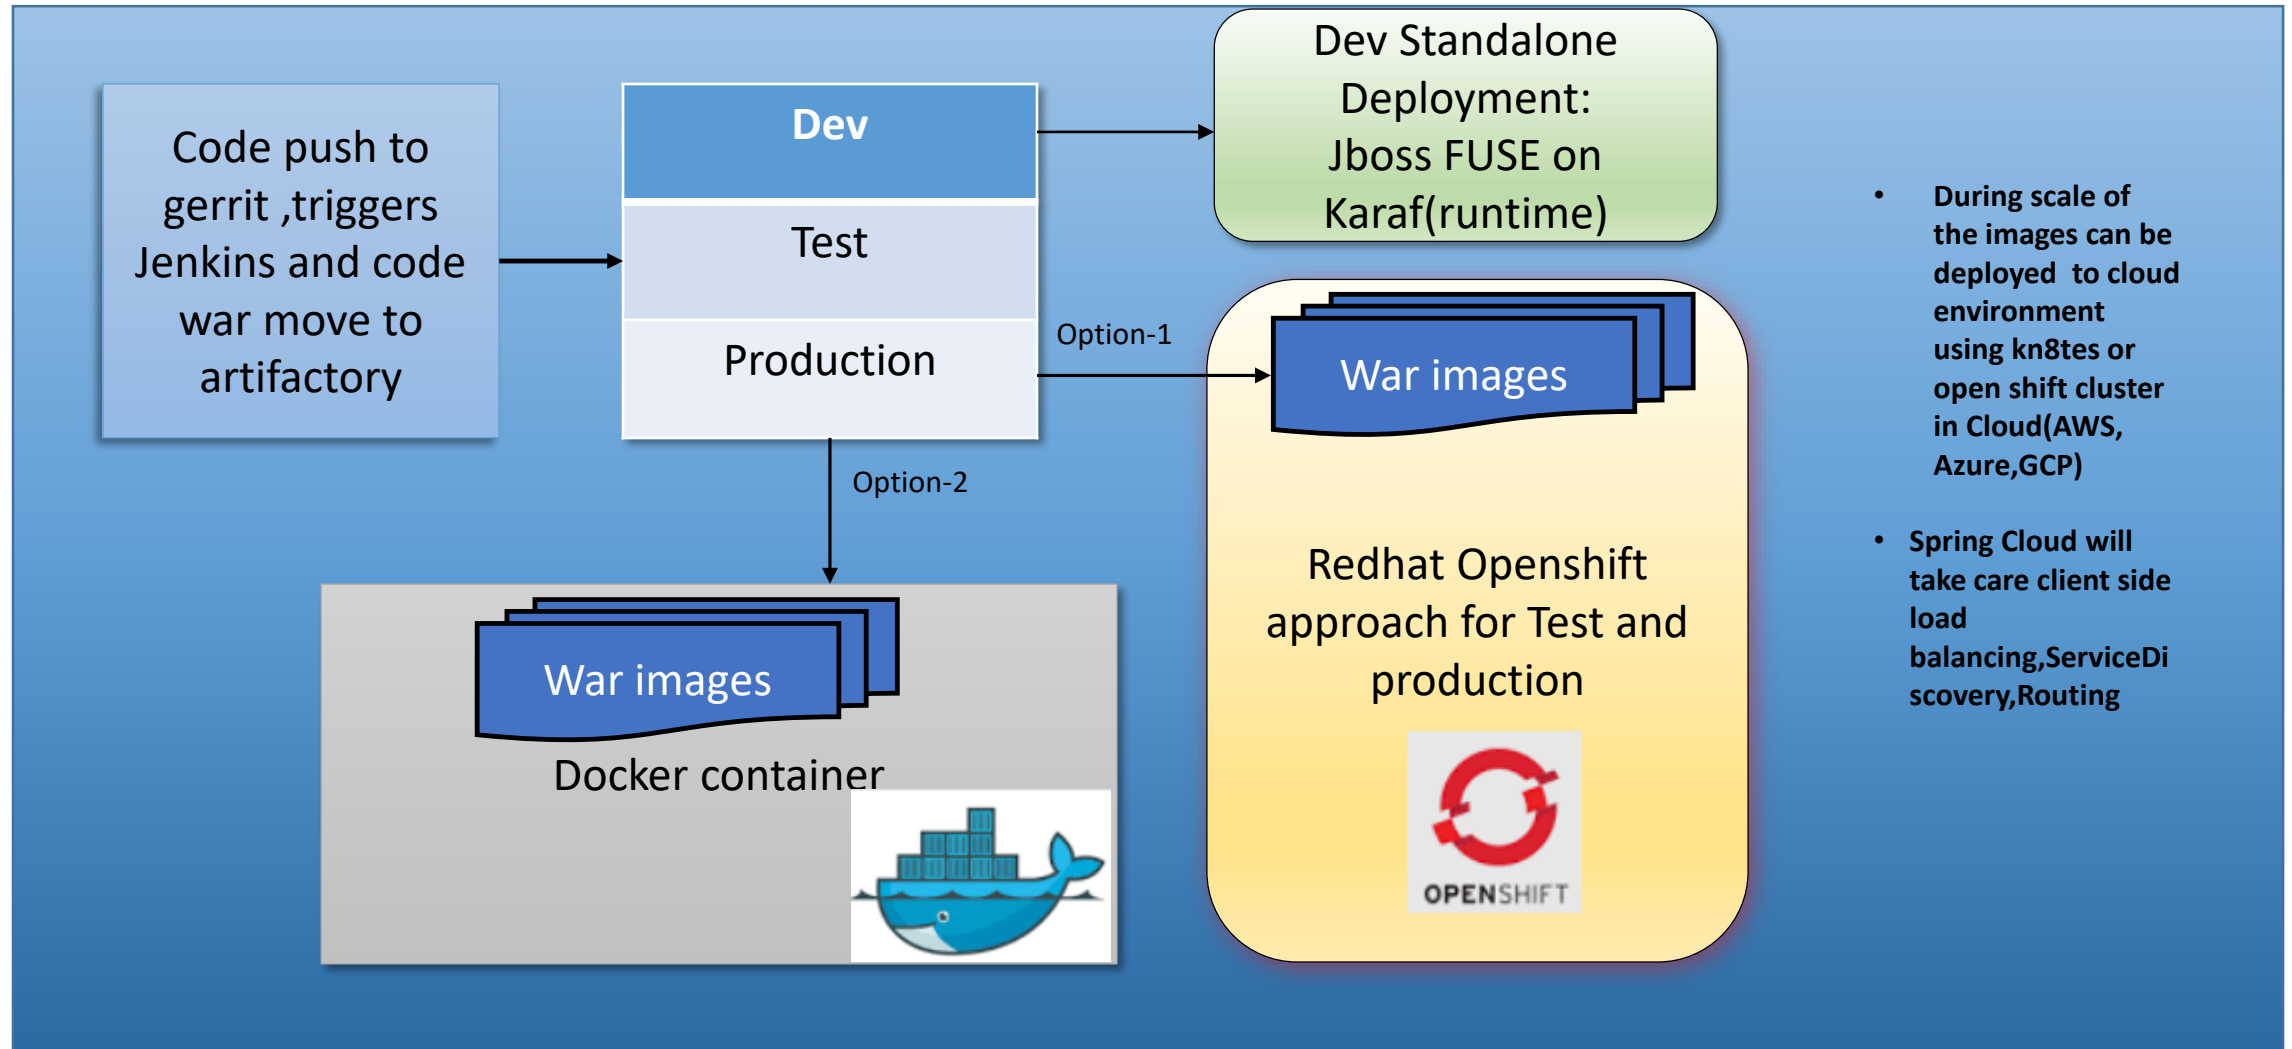 Code push to
gerrit ,triggers
Jenkins and code
war move to
artifactory
Dev
Test
Production
Dev Standalone
Deployment:
Jboss FUSE on
Karaf(runtime)
Option-1
War images
Redhat Openshift
approach for Test and
production
OPENSHIFT
Option-2
War images
Docker container
• During scale of
the images can be
deployed to cloud
environment
using kn8tes or
open shift cluster
in Cloud(AWS,
Azure,GCP)
• Spring Cloud will
take care client side
load
balancing,ServiceDi
scovery,Routing